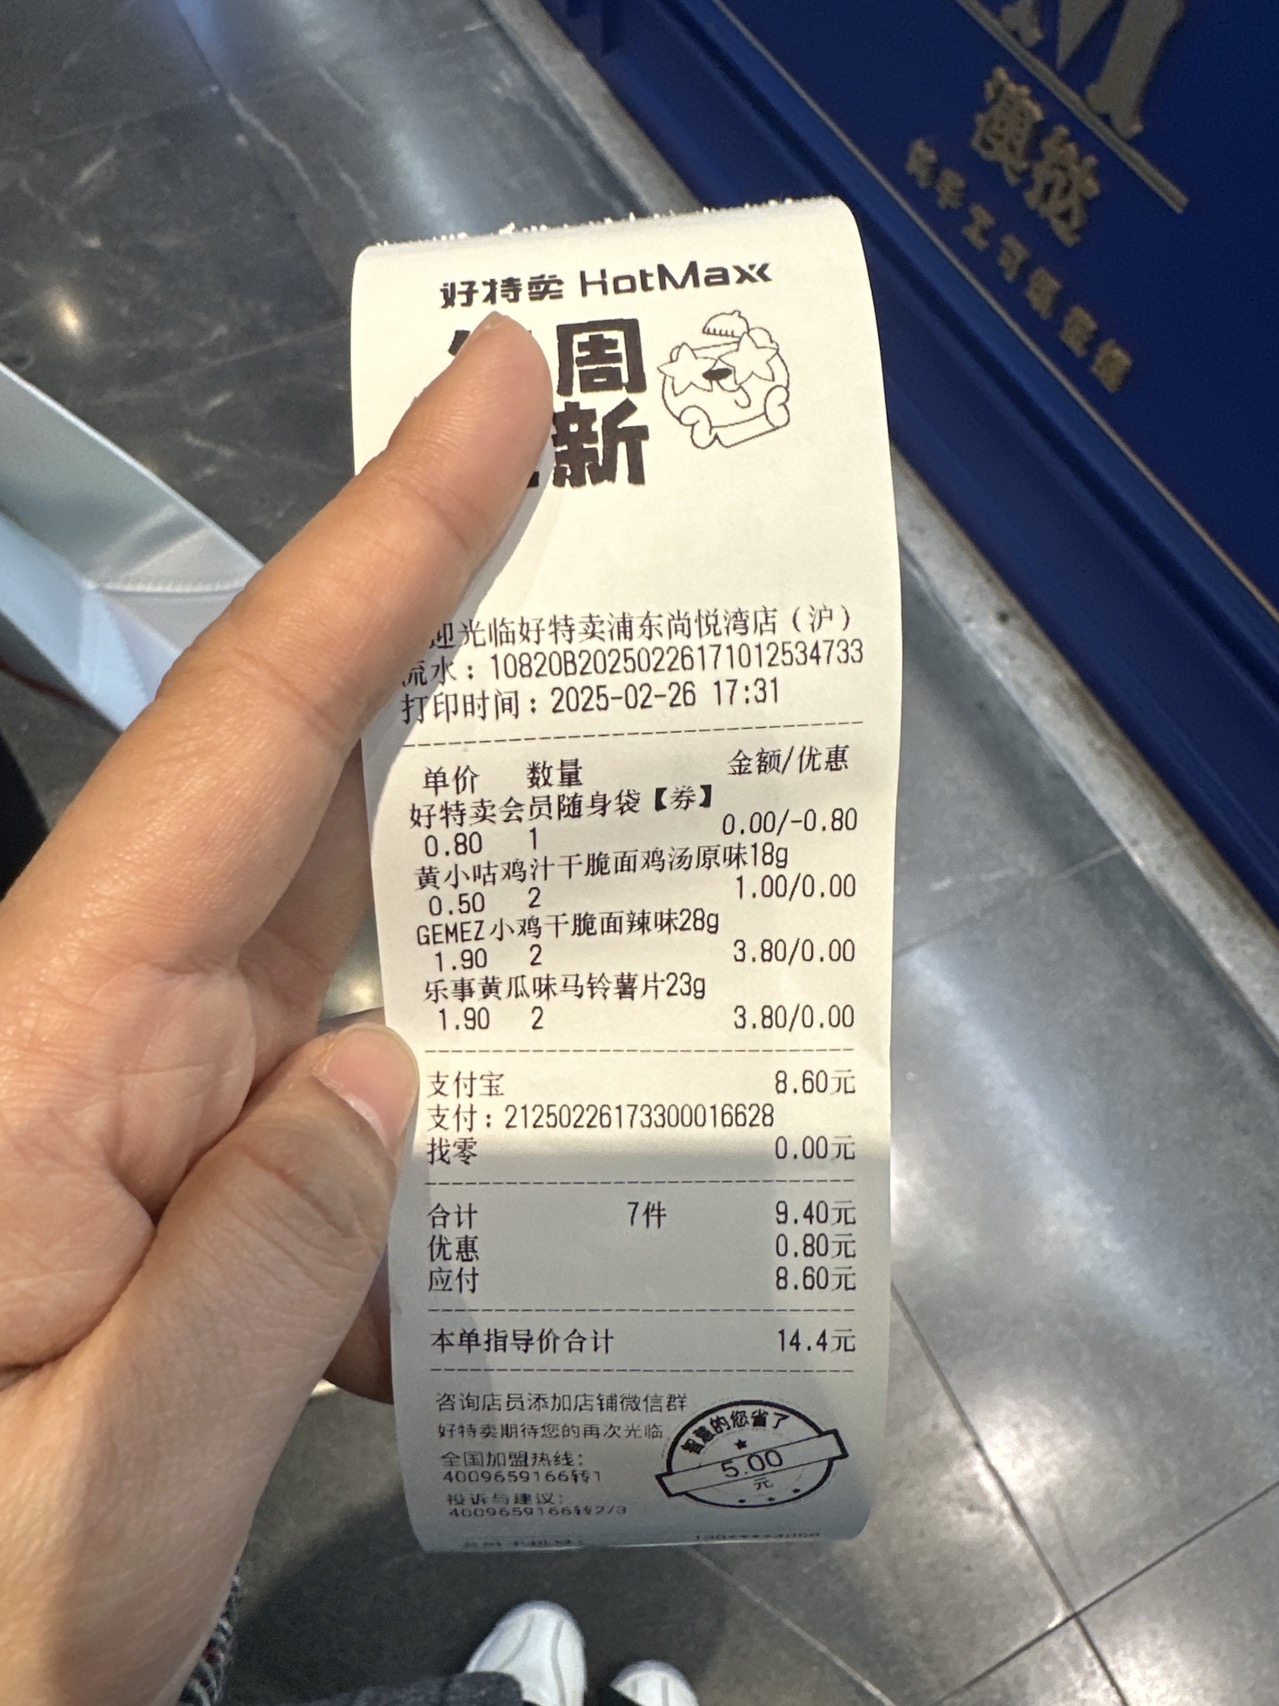 好特卖 HotMaxx
周
新
迎光临好特卖浦东尚悦湾店（沪）
流水：10820B20250226171012534733
打印时间：2025-02-26 17:31
单价 数量 金额/优惠
好特卖会员随身袋【券】
0.80 1 0.00/-0.80
黄小咕鸡汁干脆面鸡汤原味18g
0.50 2 1.00/0.00
GEMEZ小鸡干脆面辣味28g
1.90 2 3.80/0.00
乐事黄瓜味马铃薯片23g
1.90 2 3.80/0.00
支付宝 8.60元
支付：21250226173300016628
找零 0.00元
合计 7件 9.40元
优惠 0.80元
应付 8.60元
本单指导价合计 14.4元
咨询店员添加店铺微信群
好特卖期待您的再次光临
全国加盟热线：
4009659166转1
投诉与建议：
4009659166转2/3
智慧的您省了
5.00
元
M
澳拔